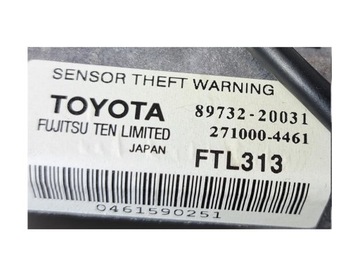 SENSOR THEFT WARNING
TOYOTA 89732-20031
FUJITSU TEN LIMITED 271000-4461
JAPAN FTL313
0461590251